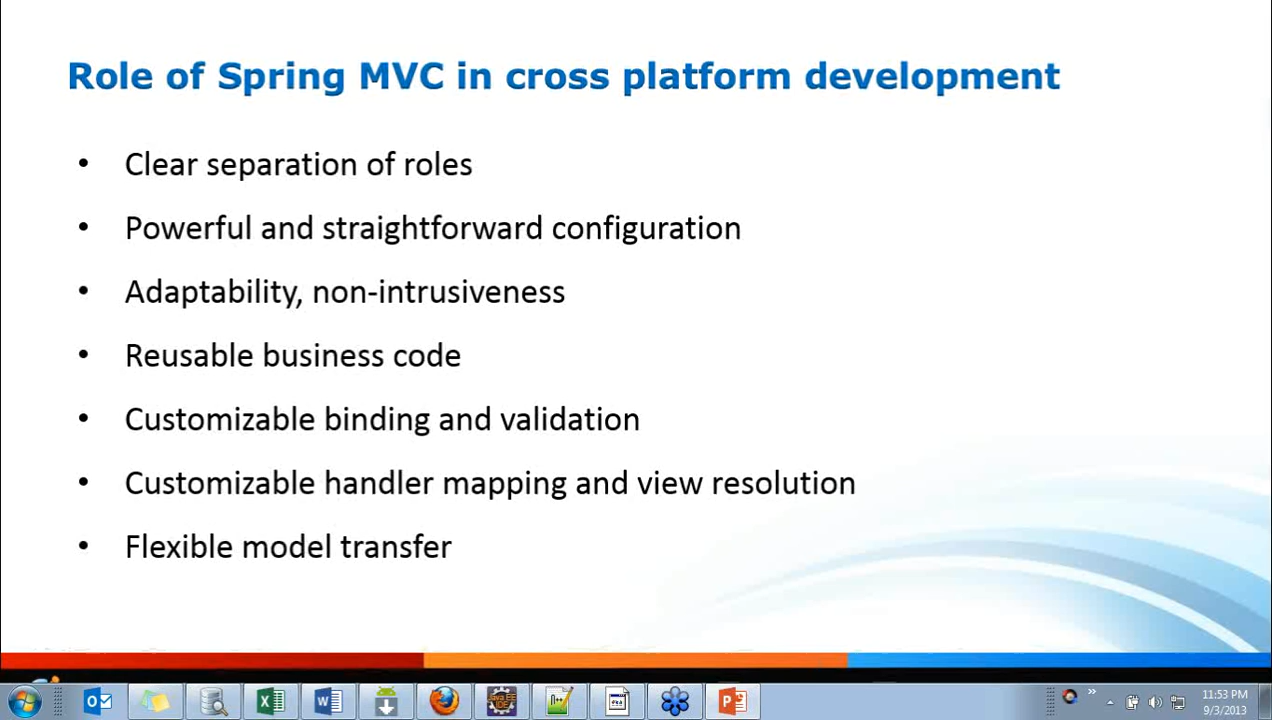 Role of Spring MVC in cross platform development
• Clear separation of roles
• Powerful and straightforward configuration
• Adaptability, non-intrusiveness
• Reusable business code
• Customizable binding and validation
• Customizable handler mapping and view resolution
• Flexible model transfer
11:53 PM
9/3/2013